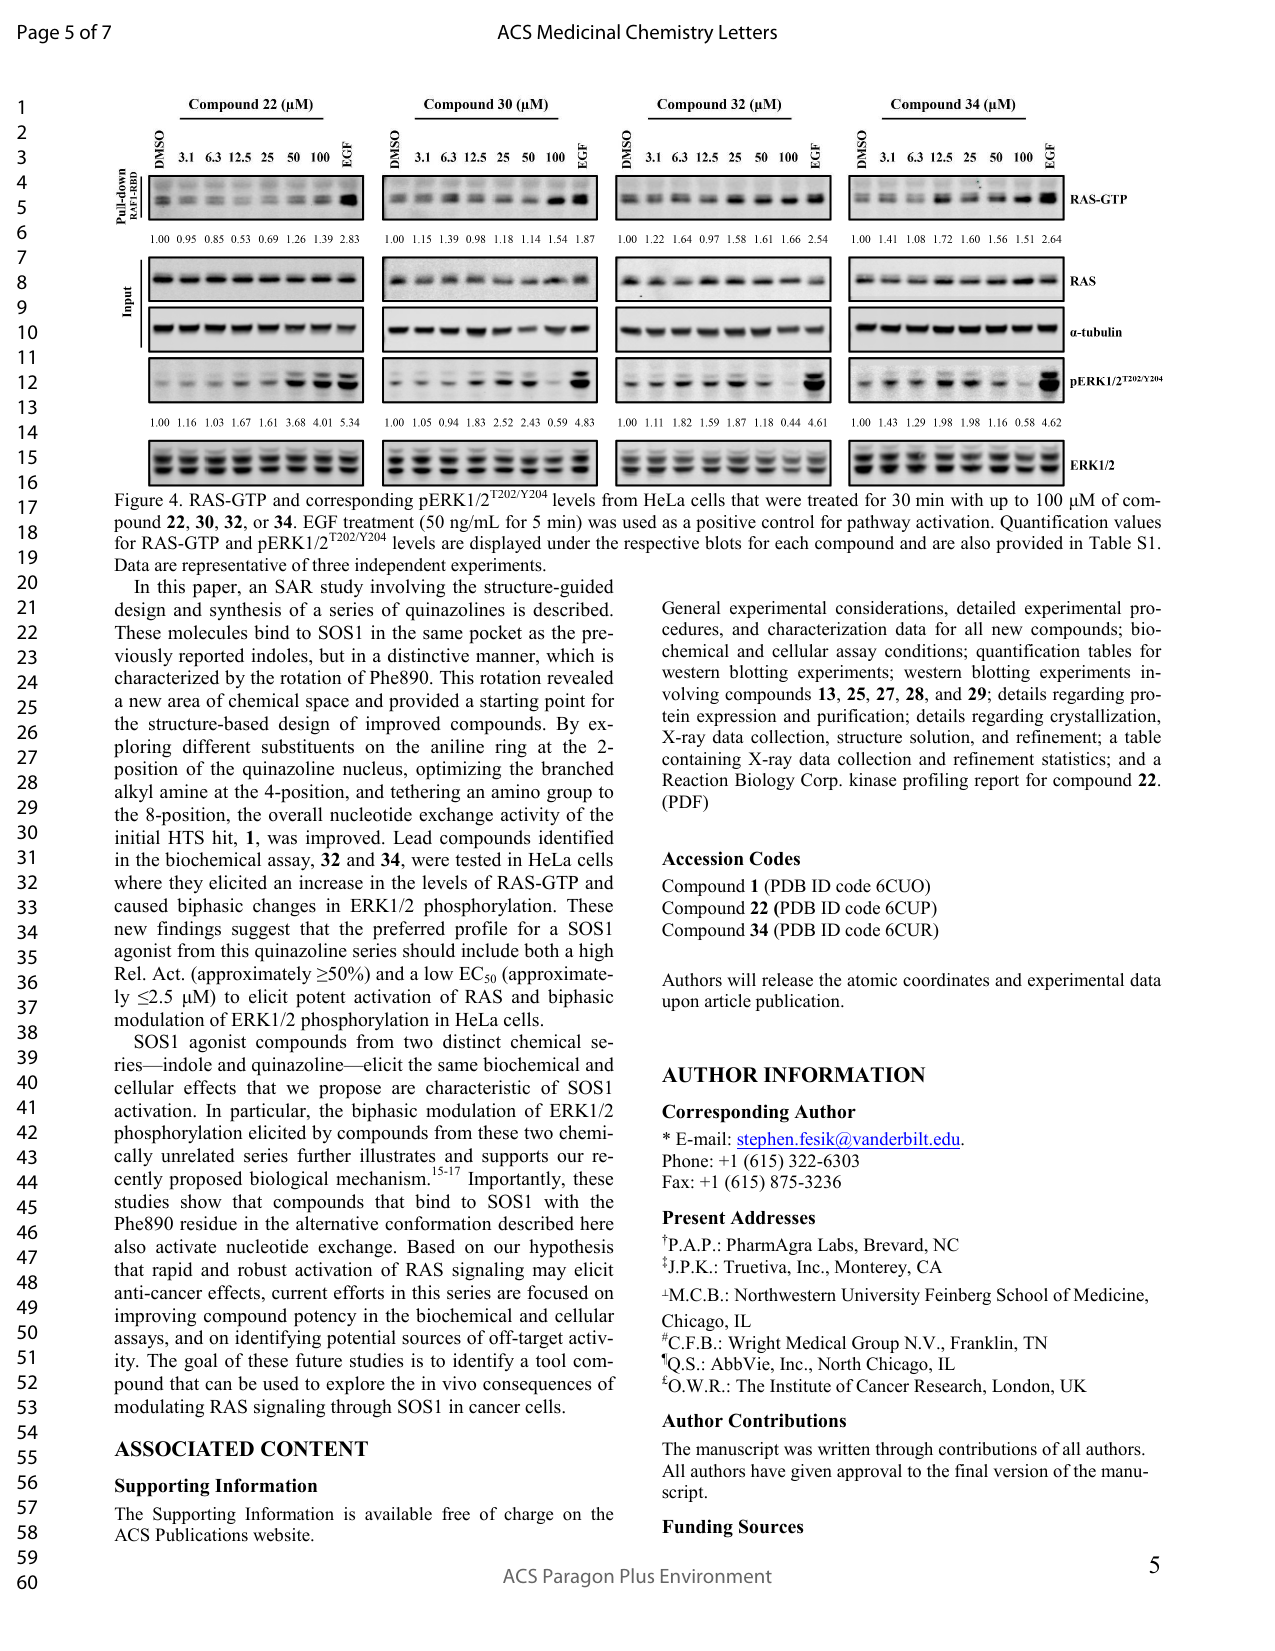 Page 5 of 7
ACS Medicinal Chemistry Letters
1
2
3
4
5
6
7
8
9
10
11
12
13
14
15
16
17
18
19
20
21
22
23
24
25
26
27
28
29
30
31
32
33
34
35
36
37
38
39
40
41
42
43
44
45
46
47
48
49
50
51
52
53
54
55
56
57
58
59
60
Compound 22 (µM)
Compound 30 (µM)
Compound 32 (µM)
Compound 34 (µM)
DMSO 3.1 6.3 12.5 25 50 100 EGF
DMSO 3.1 6.3 12.5 25 50 100 EGF
DMSO 3.1 6.3 12.5 25 50 100 EGF
DMSO 3.1 6.3 12.5 25 50 100 EGF
Pull-down
RAF1-RBD
RAS-GTP
1.00 0.95 0.85 0.53 0.69 1.26 1.39 2.83
1.00 1.15 1.39 0.98 1.18 1.14 1.54 1.87
1.00 1.22 1.64 0.97 1.58 1.61 1.66 2.54
1.00 1.41 1.08 1.72 1.60 1.56 1.51 2.64
Input
RAS
α-tubulin
pERK1/2T202/Y204
1.00 1.16 1.03 1.67 1.61 3.68 4.01 5.34
1.00 1.05 0.94 1.83 2.52 2.43 0.59 4.83
1.00 1.11 1.82 1.59 1.87 1.18 0.44 4.61
1.00 1.43 1.29 1.98 1.98 1.16 0.58 4.62
ERK1/2
Figure 4. RAS-GTP and corresponding pERK1/2T202/Y204 levels from HeLa cells that were treated for 30 min with up to 100 µM of com-
pound 22, 30, 32, or 34. EGF treatment (50 ng/mL for 5 min) was used as a positive control for pathway activation. Quantification values
for RAS-GTP and pERK1/2T202/Y204 levels are displayed under the respective blots for each compound and are also provided in Table S1.
Data are representative of three independent experiments.
In this paper, an SAR study involving the structure-guided
design and synthesis of a series of quinazolines is described.
These molecules bind to SOS1 in the same pocket as the pre-
viously reported indoles, but in a distinctive manner, which is
characterized by the rotation of Phe890. This rotation revealed
a new area of chemical space and provided a starting point for
the structure-based design of improved compounds. By ex-
ploring different substituents on the aniline ring at the 2-
position of the quinazoline nucleus, optimizing the branched
alkyl amine at the 4-position, and tethering an amino group to
the 8-position, the overall nucleotide exchange activity of the
initial HTS hit, 1, was improved. Lead compounds identified
in the biochemical assay, 32 and 34, were tested in HeLa cells
where they elicited an increase in the levels of RAS-GTP and
caused biphasic changes in ERK1/2 phosphorylation. These
new findings suggest that the preferred profile for a SOS1
agonist from this quinazoline series should include both a high
Rel. Act. (approximately ≥50%) and a low EC50 (approximate-
ly ≤2.5 µM) to elicit potent activation of RAS and biphasic
modulation of ERK1/2 phosphorylation in HeLa cells.
SOS1 agonist compounds from two distinct chemical se-
ries—indole and quinazoline—elicit the same biochemical and
cellular effects that we propose are characteristic of SOS1
activation. In particular, the biphasic modulation of ERK1/2
phosphorylation elicited by compounds from these two chemi-
cally unrelated series further illustrates and supports our re-
cently proposed biological mechanism.15-17 Importantly, these
studies show that compounds that bind to SOS1 with the
Phe890 residue in the alternative conformation described here
also activate nucleotide exchange. Based on our hypothesis
that rapid and robust activation of RAS signaling may elicit
anti-cancer effects, current efforts in this series are focused on
improving compound potency in the biochemical and cellular
assays, and on identifying potential sources of off-target activ-
ity. The goal of these future studies is to identify a tool com-
pound that can be used to explore the in vivo consequences of
modulating RAS signaling through SOS1 in cancer cells.
ASSOCIATED CONTENT
Supporting Information
The Supporting Information is available free of charge on the
ACS Publications website.
General experimental considerations, detailed experimental pro-
cedures, and characterization data for all new compounds; bio-
chemical and cellular assay conditions; quantification tables for
western blotting experiments; western blotting experiments in-
volving compounds 13, 25, 27, 28, and 29; details regarding pro-
tein expression and purification; details regarding crystallization,
X-ray data collection, structure solution, and refinement; a table
containing X-ray data collection and refinement statistics; and a
Reaction Biology Corp. kinase profiling report for compound 22.
(PDF)
Accession Codes
Compound 1 (PDB ID code 6CUO)
Compound 22 (PDB ID code 6CUP)
Compound 34 (PDB ID code 6CUR)
Authors will release the atomic coordinates and experimental data
upon article publication.
AUTHOR INFORMATION
Corresponding Author
* E-mail: stephen.fesik@vanderbilt.edu.
Phone: +1 (615) 322-6303
Fax: +1 (615) 875-3236
Present Addresses
†P.A.P.: PharmAgra Labs, Brevard, NC
‡J.P.K.: Truetiva, Inc., Monterey, CA
⊥M.C.B.: Northwestern University Feinberg School of Medicine,
Chicago, IL
#C.F.B.: Wright Medical Group N.V., Franklin, TN
¶Q.S.: AbbVie, Inc., North Chicago, IL
£O.W.R.: The Institute of Cancer Research, London, UK
Author Contributions
The manuscript was written through contributions of all authors.
All authors have given approval to the final version of the manu-
script.
Funding Sources
ACS Paragon Plus Environment
5